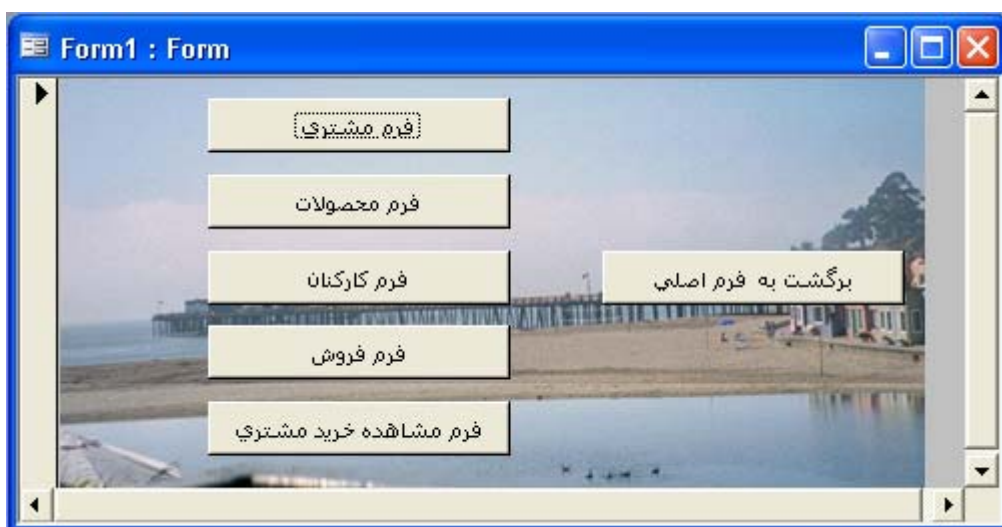 Form1 : Form
فرم مشتري
فرم محصولات
فرم كاركنان
برگشت به فرم اصلي
فرم فروش
فرم مشاهده خريد مشتري